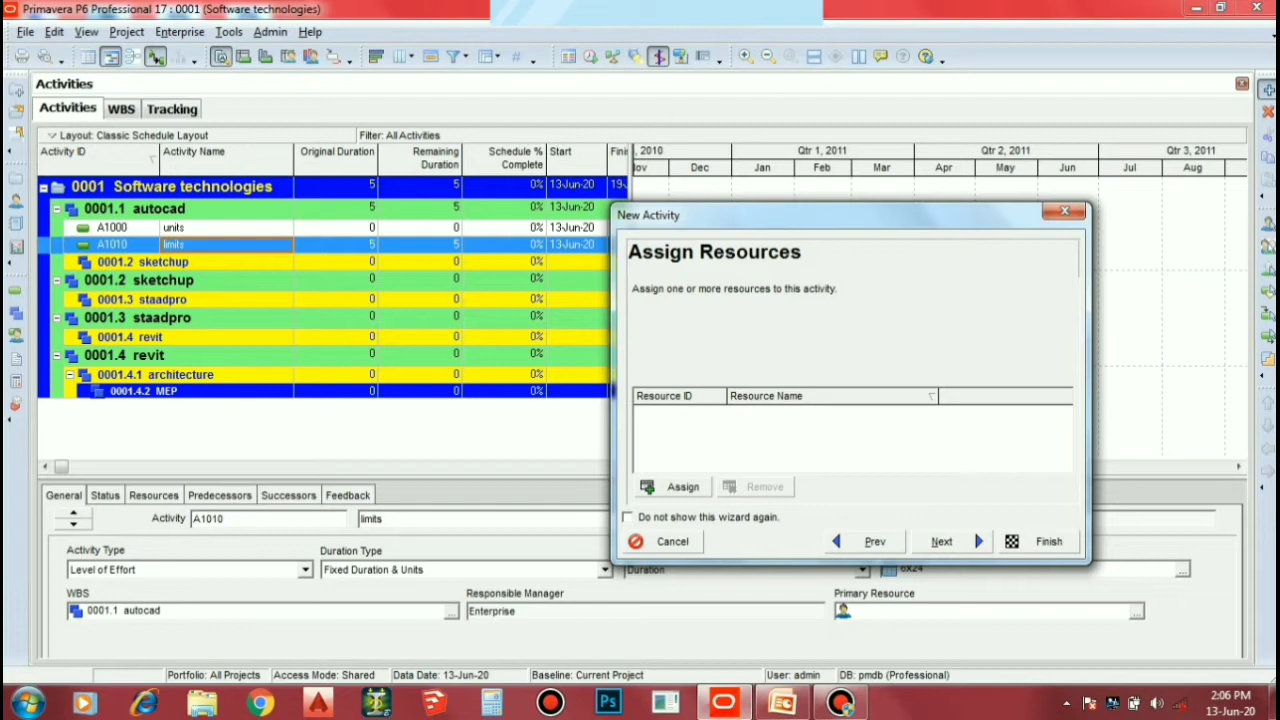 Primavera P6 Professional 17 : 0001 (Software technologies)
File Edit View Project Enterprise Tools Admin Help
Activities
Activities WBS Tracking
Layout: Classic Schedule Layout Filter: All Activities
Activity ID Activity Name Original Duration Remaining Duration Schedule % Complete Start
, 2010 Qtr 1, 2011 Qtr 2, 2011 Qtr 3, 2011
Dec Jan Feb Mar Apr May Jun Jul Aug
0001 Software technologies 5 5 0% 13-Jun-20
0001.1 autocad 5 5 0% 13-Jun-20
A1000 units 0 0 0% 13-Jun-20
A1010 limits 5 5 0% 13-Jun-20
0001.2 sketchup 0 0 0%
0001.2 sketchup 0 0 0%
0001.3 staadpro 0 0 0%
0001.3 staadpro 0 0 0%
0001.4 revit 0 0 0%
0001.4 revit 0 0 0%
0001.4.1 architecture 0 0 0%
0001.4.2 MEP 0 0 0%
New Activity
Assign Resources
Assign one or more resources to this activity.
Resource ID Resource Name
Assign Remove
Do not show this wizard again.
Cancel Prev Next Finish
General Status Resources Predecessors Successors Feedback
Activity A1010 limits
Activity Type Duration Type
Level of Effort Fixed Duration & Units Duration 6x24
WBS Responsible Manager Primary Resource
0001.1 autocad Enterprise
Portfolio: All Projects Access Mode: Shared Data Date: 13-Jun-20 Baseline: Current Project User: admin DB: pmdb (Professional)
Ps
2:06 PM
13-Jun-20